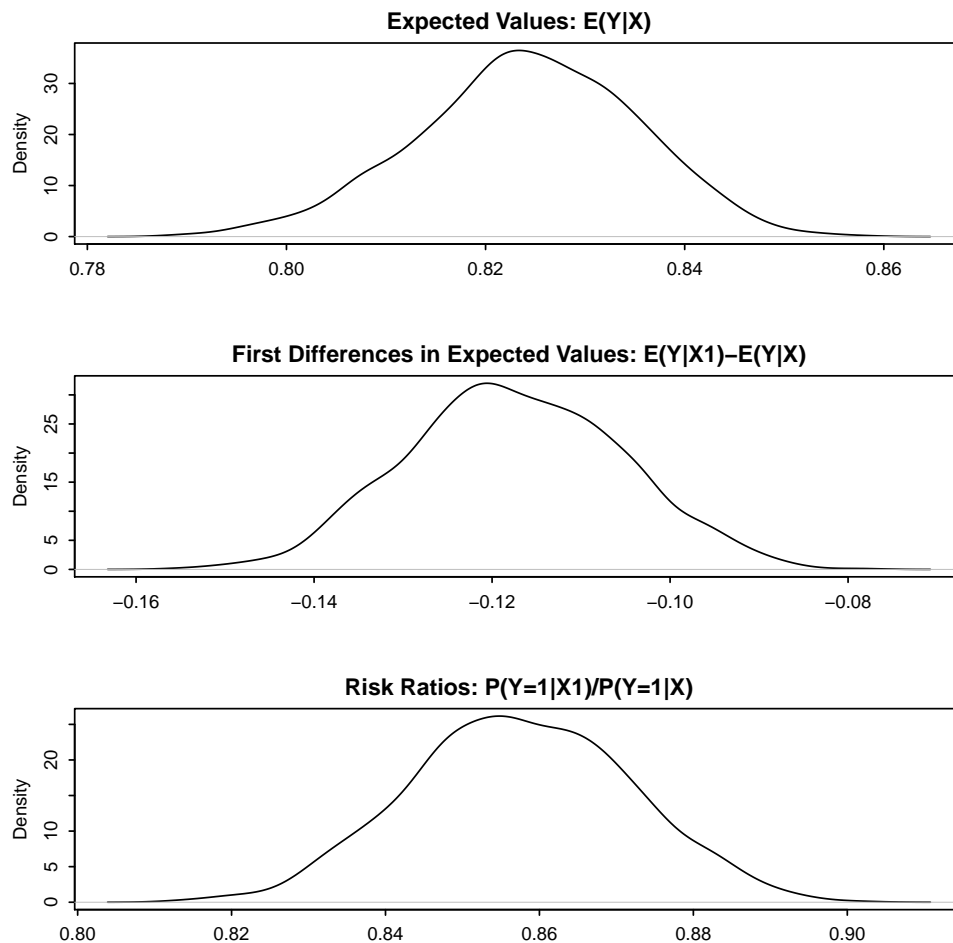 Expected Values: E(Y|X)
Density
0 10 20 30
0.78 0.80 0.82 0.84 0.86
First Differences in Expected Values: E(Y|X1)−E(Y|X)
Density
0 5 15 25
−0.16 −0.14 −0.12 −0.10 −0.08
Risk Ratios: P(Y=1|X1)/P(Y=1|X)
Density
0 5 10 20
0.80 0.82 0.84 0.86 0.88 0.90